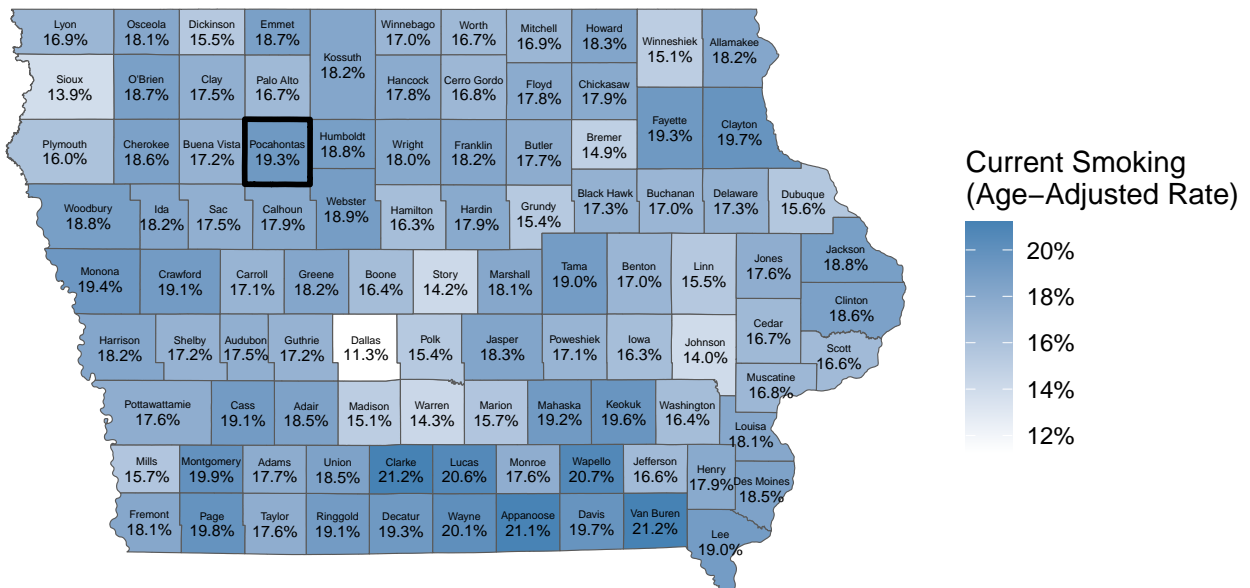 Lyon
16.9%
Osceola
18.1%
Dickinson
15.5%
Emmet
18.7%
Winnebago
17.0%
Worth
16.7%
Mitchell
16.9%
Howard
18.3%
Winneshiek
15.1%
Allamakee
18.2%
Kossuth
18.2%
Sioux
13.9%
O'Brien
18.7%
Clay
17.5%
Palo Alto
16.7%
Hancock
17.8%
Cerro Gordo
16.8%
Floyd
17.8%
Chickasaw
17.9%
Fayette
19.3%
Clayton
19.7%
Plymouth
16.0%
Cherokee
18.6%
Buena Vista
17.2%
Pocahontas
19.3%
Humboldt
18.8%
Wright
18.0%
Franklin
18.2%
Butler
17.7%
Bremer
14.9%
Woodbury
18.8%
Ida
18.2%
Sac
17.5%
Calhoun
17.9%
Webster
18.9%
Hamilton
16.3%
Hardin
17.9%
Grundy
15.4%
Black Hawk
17.3%
Buchanan
17.0%
Delaware
17.3%
Dubuque
15.6%
Monona
19.4%
Crawford
19.1%
Carroll
17.1%
Greene
18.2%
Boone
16.4%
Story
14.2%
Marshall
18.1%
Tama
19.0%
Benton
17.0%
Linn
15.5%
Jones
17.6%
Jackson
18.8%
Clinton
18.6%
Harrison
18.2%
Shelby
17.2%
Audubon
17.5%
Guthrie
17.2%
Dallas
11.3%
Polk
15.4%
Jasper
18.3%
Poweshiek
17.1%
Iowa
16.3%
Johnson
14.0%
Cedar
16.7%
Scott
16.6%
Muscatine
16.8%
Pottawattamie
17.6%
Cass
19.1%
Adair
18.5%
Madison
15.1%
Warren
14.3%
Marion
15.7%
Mahaska
19.2%
Keokuk
19.6%
Washington
16.4%
Louisa
18.1%
Mills
15.7%
Montgomery
19.9%
Adams
17.7%
Union
18.5%
Clarke
21.2%
Lucas
20.6%
Monroe
17.6%
Wapello
20.7%
Jefferson
16.6%
Henry
17.9%
Des Moines
18.5%
Fremont
18.1%
Page
19.8%
Taylor
17.6%
Ringgold
19.1%
Decatur
19.3%
Wayne
20.1%
Appanoose
21.1%
Davis
19.7%
Van Buren
21.2%
Lee
19.0%
Current Smoking
(Age−Adjusted Rate)
20%
18%
16%
14%
12%